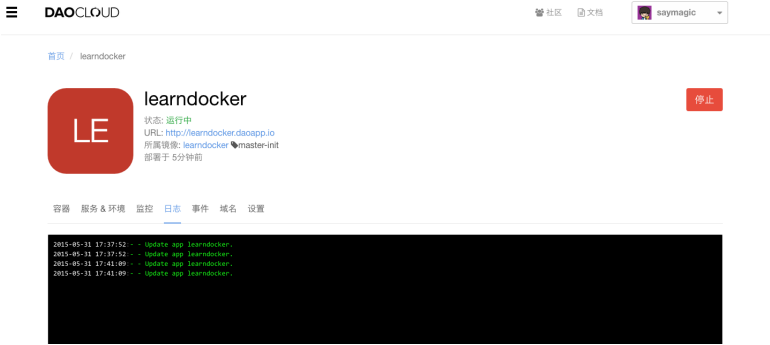 DAOCLOUD
社区 文档 saymagic
首页 / learndocker
LE
learndocker
停止
状态: 运行中
URL: http://learndocker.daoapp.io
所属镜像: learndocker master-init
部署于 5分钟前
容器 服务 & 环境 监控 日志 事件 域名 设置
2015-05-31 17:37:52 - - Update app learndocker.
2015-05-31 17:37:52 - - Update app learndocker.
2015-05-31 17:41:09 - - Update app learndocker.
2015-05-31 17:41:09 - - Update app learndocker.